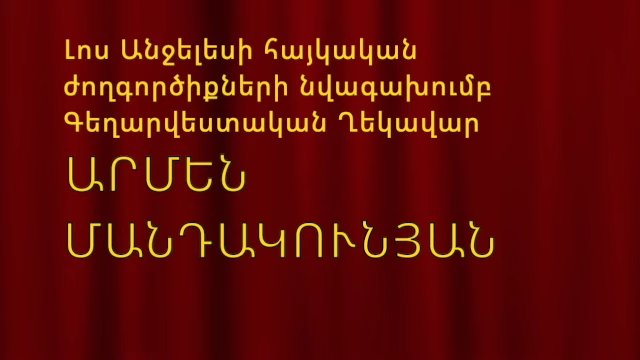 Լոս Անջելեսի հայկական
ժողգործիքների նվագախումբ
Գեղարվեստական Ղեկավար
ԱՐՄԵՆ
ՄԱՆԴԱԿՈՒՆՅԱՆ